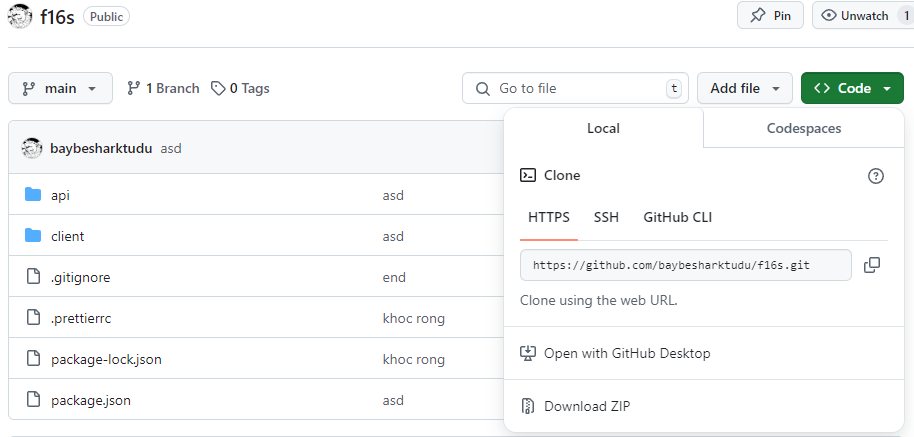 f16s Public Pin Unwatch 1
main 1 Branch 0 Tags Go to file t Add file Code
Local Codespaces
baybesharktudu asd
Clone
api asd
HTTPS SSH GitHub CLI
client asd
https://github.com/baybesharktudu/f16s.git
.gitignore end
Clone using the web URL.
.prettierrc khoc rong
Open with GitHub Desktop
package-lock.json khoc rong
package.json asd
Download ZIP